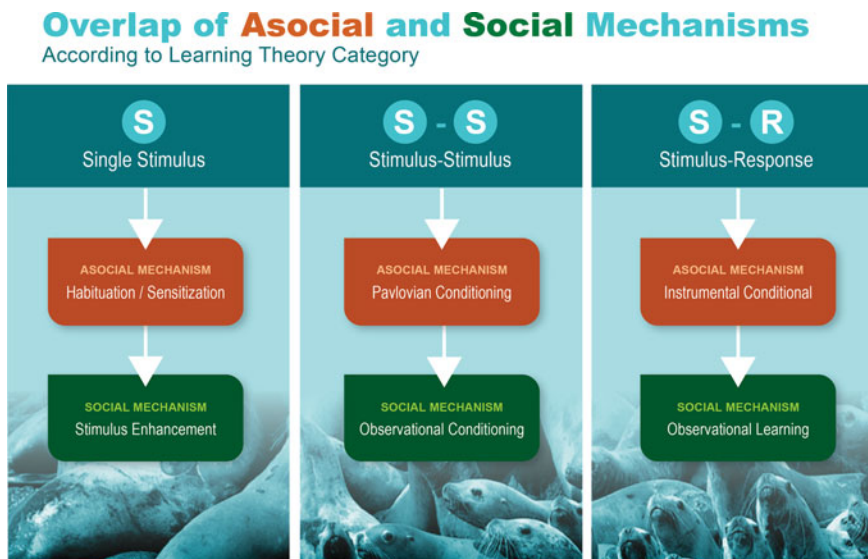 Overlap of Asocial and Social Mechanisms
According to Learning Theory Category
S
Single Stimulus
ASOCIAL MECHANISM
Habituation / Sensitization
SOCIAL MECHANISM
Stimulus Enhancement
S - S
Stimulus-Stimulus
ASOCIAL MECHANISM
Pavlovian Conditioning
SOCIAL MECHANISM
Observational Conditioning
S - R
Stimulus-Response
ASOCIAL MECHANISM
Instrumental Conditional
SOCIAL MECHANISM
Observational Learning